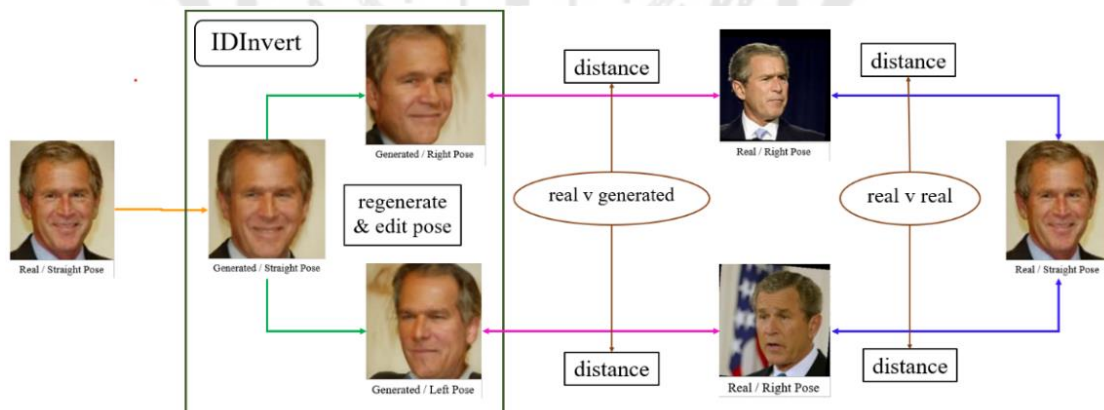 IDInvert
distance
distance
Generated / Right Pose
Real / Right Pose
real v generated
real v real
regenerate
& edit pose
Real / Straight Pose
Generated / Straight Pose
Real / Straight Pose
distance
distance
Generated / Left Pose
Real / Right Pose